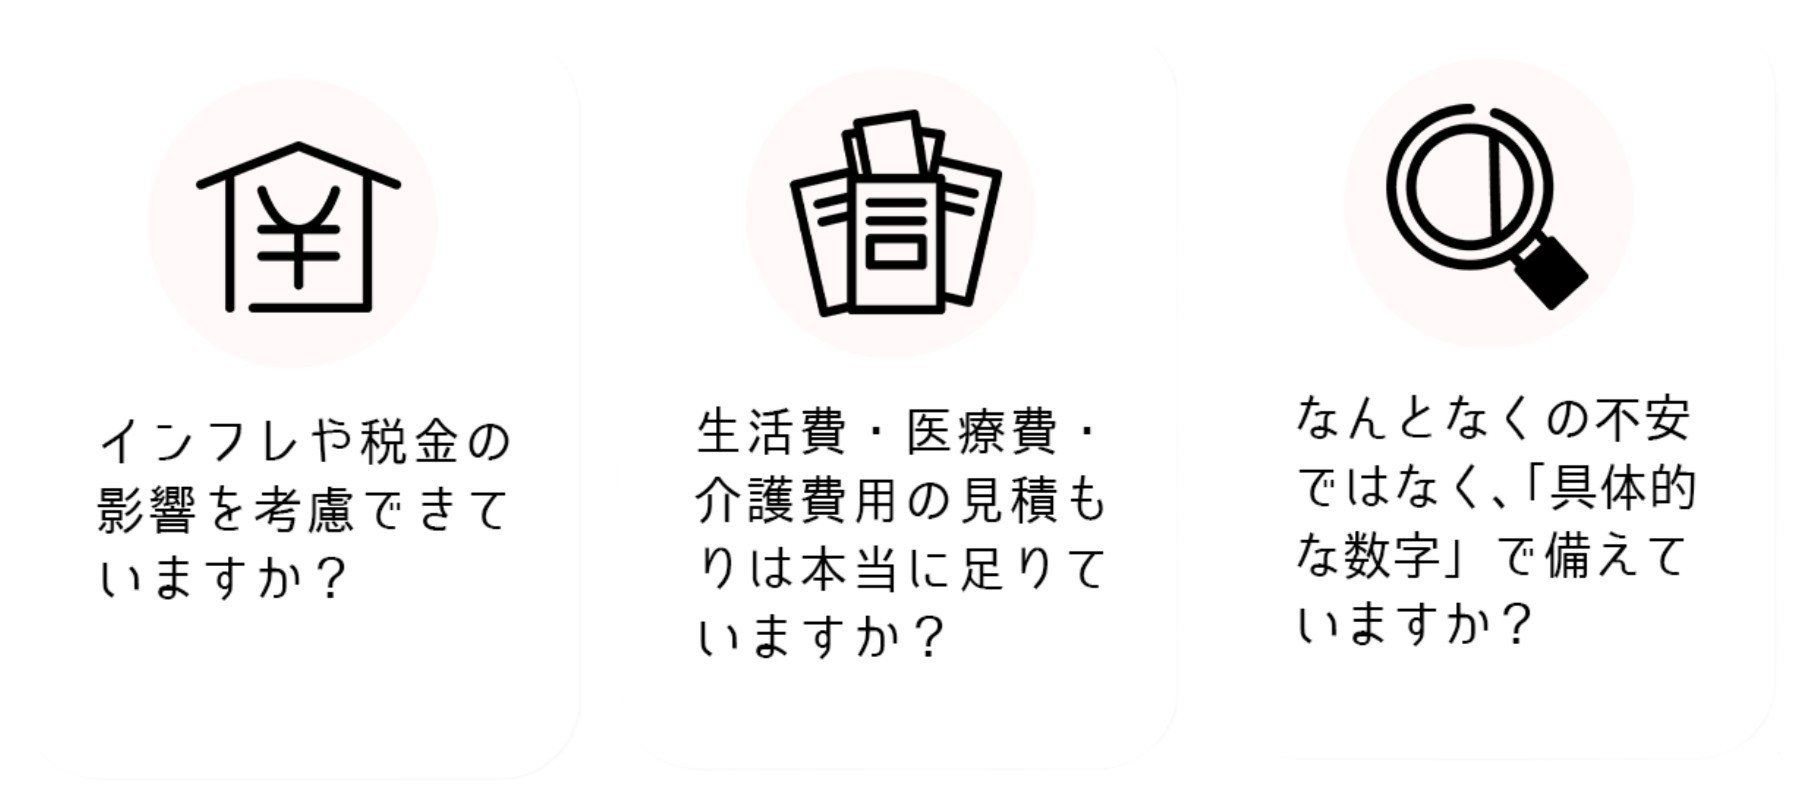 インフレや税金の
影響を考慮できて
いますか？
生活費・医療費・
介護費用の見積も
りは本当に足りて
いますか？
なんとなくの不安
ではなく、「具体的
な数字」で備えて
いますか？